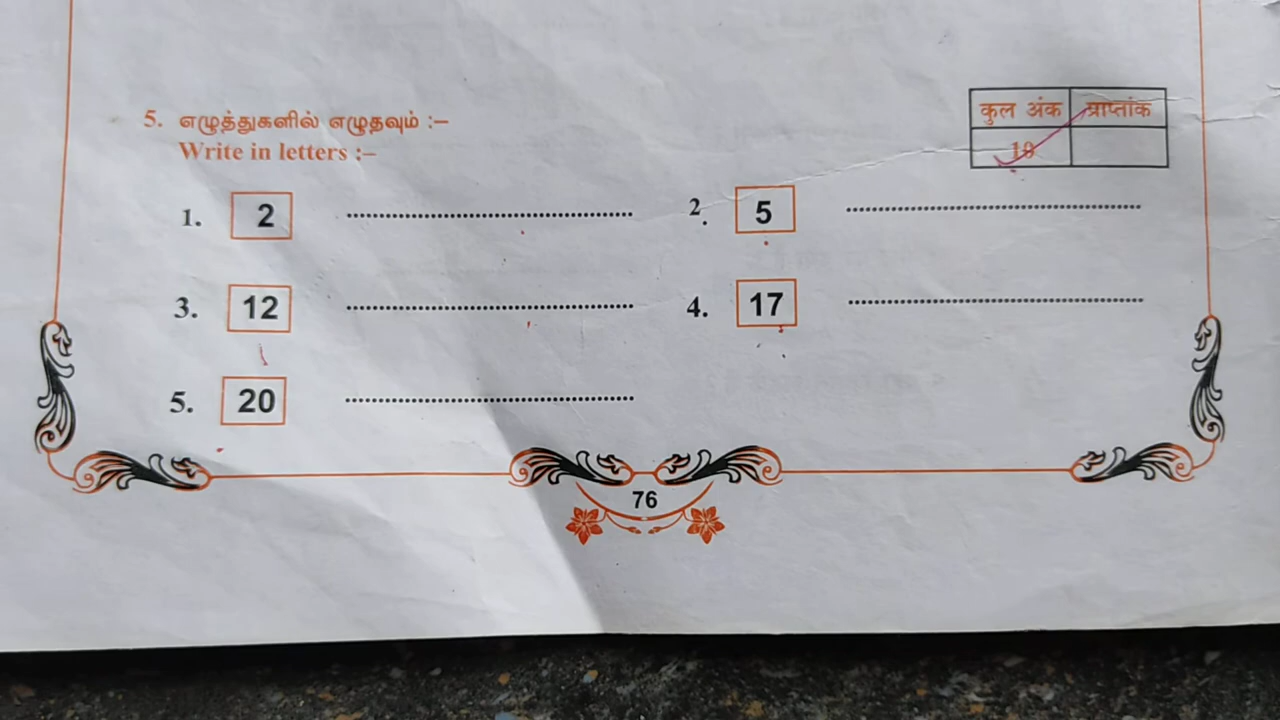 कुल अंक प्राप्तांक
5. எழுத்துகளில் எழுதவும் :–
Write in letters :–
10
1. 2 ........................................
2. 5 ........................................
3. 12 ........................................
4. 17 ........................................
5. 20 ........................................
76